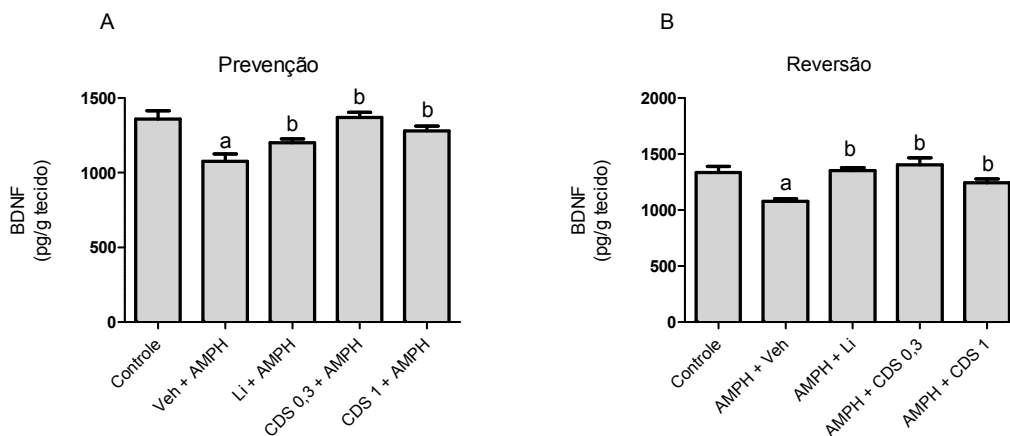 A
Prevenção
BDNF
(pg/g tecido)
1500
1000
500
0
a
b
b
b
Controle
Veh + AMPH
Li + AMPH
CDS 0,3 + AMPH
CDS 1 + AMPH
B
Reversão
BDNF
(pg/g tecido)
2000
1500
1000
500
0
a
b
b
b
Controle
AMPH + Veh
AMPH + Li
AMPH + CDS 0,3
AMPH + CDS 1